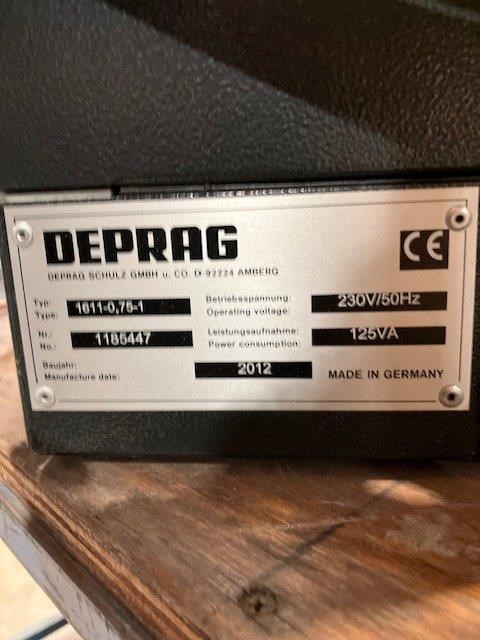 DEPRAG
CE
DEPRAG SCHULZ GMBH u. CO. D-92224 AMBERG
Typ: Type: 1611-0,75-1 Betriebsspannung: Operating voltage: 230V/50Hz
Nr.: No.: 1185447 Leistungsaufnahme: Power consumption: 125VA
Baujahr: Manufacture date: 2012 MADE IN GERMANY